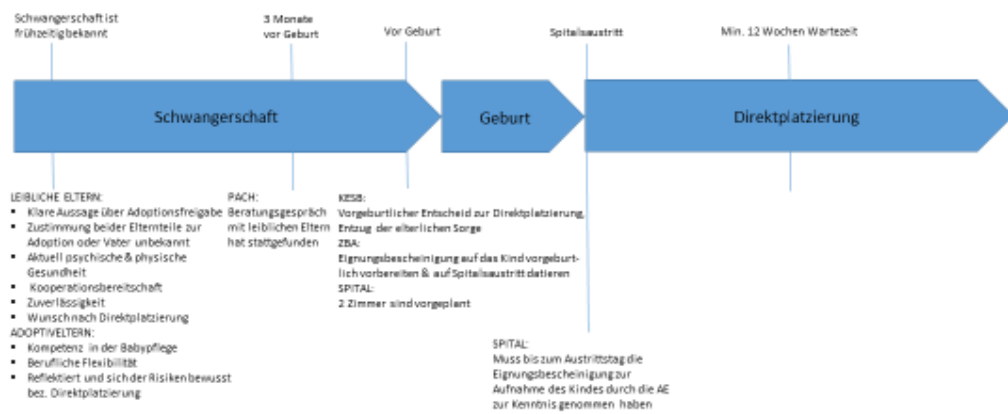 Schwangerschaft ist
frühzeitig bekannt
3 Monate
vor Geburt
Vor Geburt
Spitalsaustritt
Min. 12 Wochen Wartezeit
Schwangerschaft
Geburt
Direktplatzierung
LEIBLICHE ELTERN:
▪ Klare Aussage über Adoptionsfreigabe
▪ Zustimmung beider Elternteile zur
Adoption oder Vater unbekannt
▪ Aktuell psychische & physische
Gesundheit
▪ Kooperationsbereitschaft
▪ Zuverlässigkeit
▪ Wunsch nach Direktplatzierung
ADOPTIVELTERN:
▪ Kompetenz in der Babypflege
▪ Berufliche Flexibilität
▪ Reflektiert und sich der Risiken bewusst
bez. Direktplatzierung
PACH:
Beratungsgespräch
mit leiblichen Eltern
hat stattgefunden
KESB:
Vorgeburtlicher Entscheid zur Direktplatzierung,
Entzug der elterlichen Sorge
ZBA:
Eignungsbescheinigung auf das Kind vorgeburt-
lich vorbereiten & auf Spitalsaustritt datieren
SPITAL:
2 Zimmer sind vorgeplant
SPITAL:
Muss bis zum Austrittstag die
Eignungsbescheinigung zur
Aufnahme des Kindes durch die AE
zur Kenntnis genommen haben